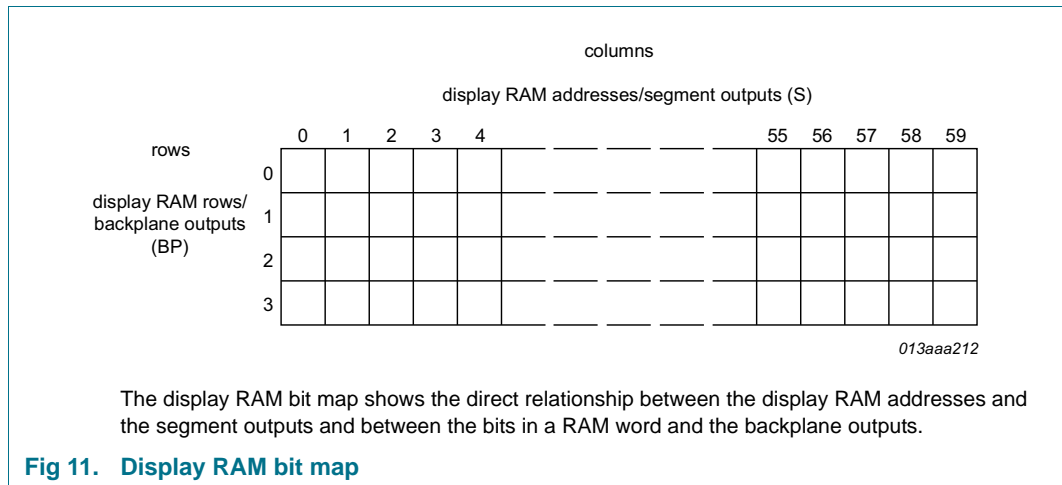 columns
display RAM addresses/segment outputs (S)
0 1 2 3 4 55 56 57 58 59
rows
0
display RAM rows/
backplane outputs
(BP)
1
2
3
013aaa212
The display RAM bit map shows the direct relationship between the display RAM addresses and
the segment outputs and between the bits in a RAM word and the backplane outputs.
Fig 11. Display RAM bit map